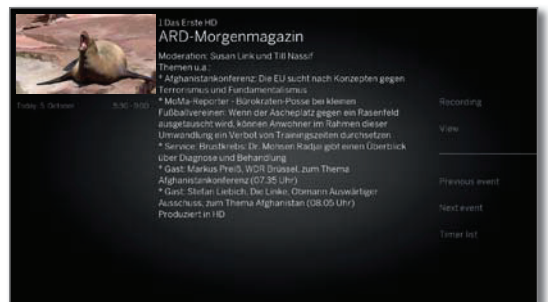 1 Das Erste HD
ARD-Morgenmagazin
Today, 5. October 5:30 - 9:00
Moderation: Susan Link und Till Nassif
Themen u.a.:
* Afghanistankonferenz: Die EU sucht nach Konzepten gegen
Terrorismus und Fundamentalismus
* MoMa-Reporter - Bürokraten-Posse bei kleinen
Fußballvereinen: Wenn der Ascheplatz gegen ein Rasenfeld
ausgetauscht wird, können Anwohner im Rahmen dieser
Umwandlung ein Verbot von Trainingszeiten durchsetzen
* Service: Brustkrebs: Dr. Mohsen Radjai gibt einen Überblick
über Diagnose und Behandlung
* Gast: Markus Preiß, WDR Brüssel, zum Thema
Afghanistankonferenz (07.35 Uhr)
* Gast: Stefan Liebich, Die Linke, Obmann Auswärtiger
Ausschuss, zum Thema Afghanistan (08.05 Uhr)
Produziert in HD
Recording
View
Previous event
Next event
Timer list